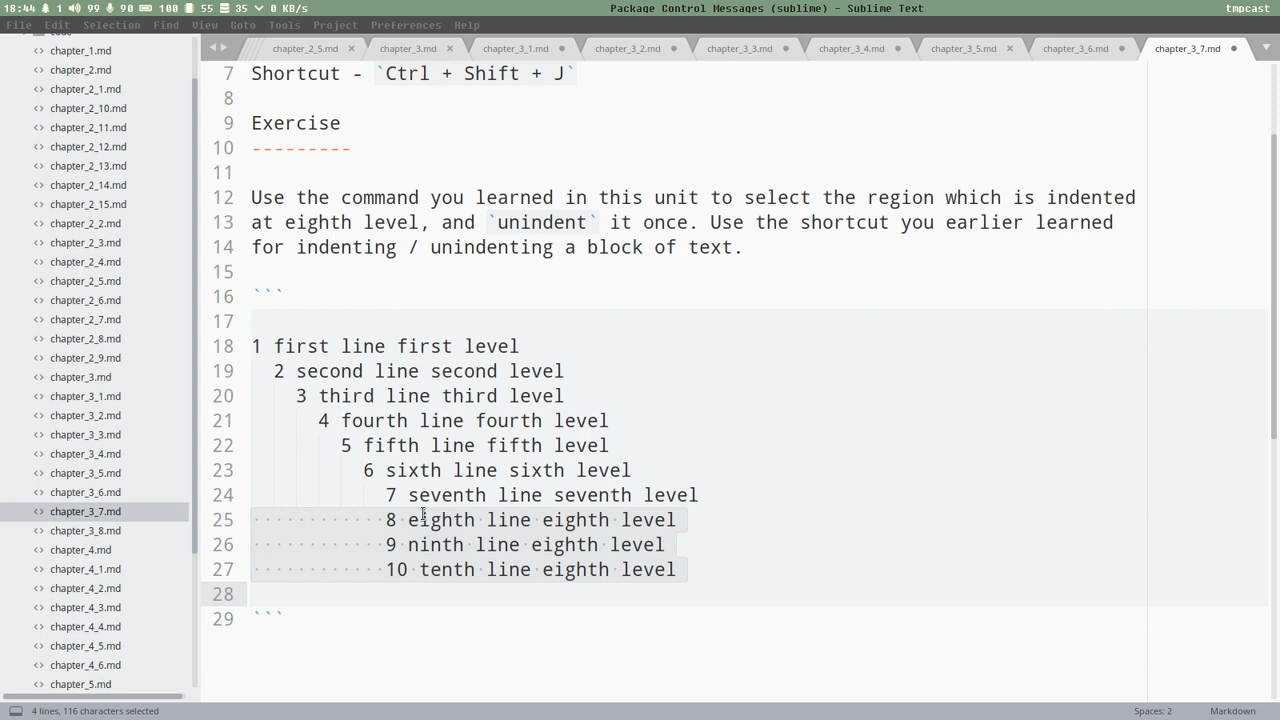 18:44 1 99 90 100 55 35 0 KB/s Package Control Messages (sublime) - Sublime Text tmpcast
File Edit Selection Find View Goto Tools Project Preferences Help
code
chapter_1.md
chapter_2.md
chapter_2_1.md
chapter_2_10.md
chapter_2_11.md
chapter_2_12.md
chapter_2_13.md
chapter_2_14.md
chapter_2_15.md
chapter_2_2.md
chapter_2_3.md
chapter_2_4.md
chapter_2_5.md
chapter_2_6.md
chapter_2_7.md
chapter_2_8.md
chapter_2_9.md
chapter_3.md
chapter_3_1.md
chapter_3_2.md
chapter_3_3.md
chapter_3_4.md
chapter_3_5.md
chapter_3_6.md
chapter_3_7.md
chapter_3_8.md
chapter_4.md
chapter_4_1.md
chapter_4_2.md
chapter_4_3.md
chapter_4_4.md
chapter_4_5.md
chapter_4_6.md
chapter_5.md
chapter_2_5.md chapter_3.md chapter_3_1.md chapter_3_2.md chapter_3_3.md chapter_3_4.md chapter_3_5.md chapter_3_6.md chapter_3_7.md
7 Shortcut - `Ctrl + Shift + J`
8
9 Exercise
10 ---------
11
12 Use the command you learned in this unit to select the region which is indented
13 at eighth level, and `unindent` it once. Use the shortcut you earlier learned
14 for indenting / unindenting a block of text.
15
16 ```
17
18 1 first line first level
19 2 second line second level
20 3 third line third level
21 4 fourth line fourth level
22 5 fifth line fifth level
23 6 sixth line sixth level
24 7 seventh line seventh level
25 8 eighth line eighth level
26 9 ninth line eighth level
27 10 tenth line eighth level
28
29 ```
4 lines, 116 characters selected Spaces: 2 Markdown